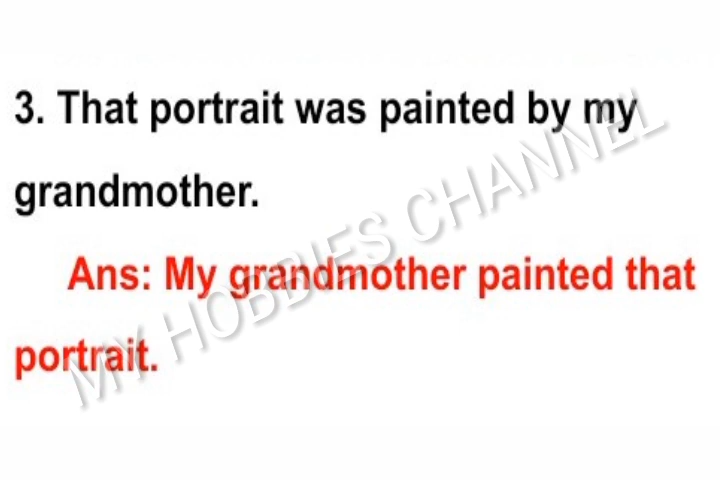 3. That portrait was painted by my
grandmother.
Ans: My grandmother painted that
portrait.
MY HOBBIES CHANNEL